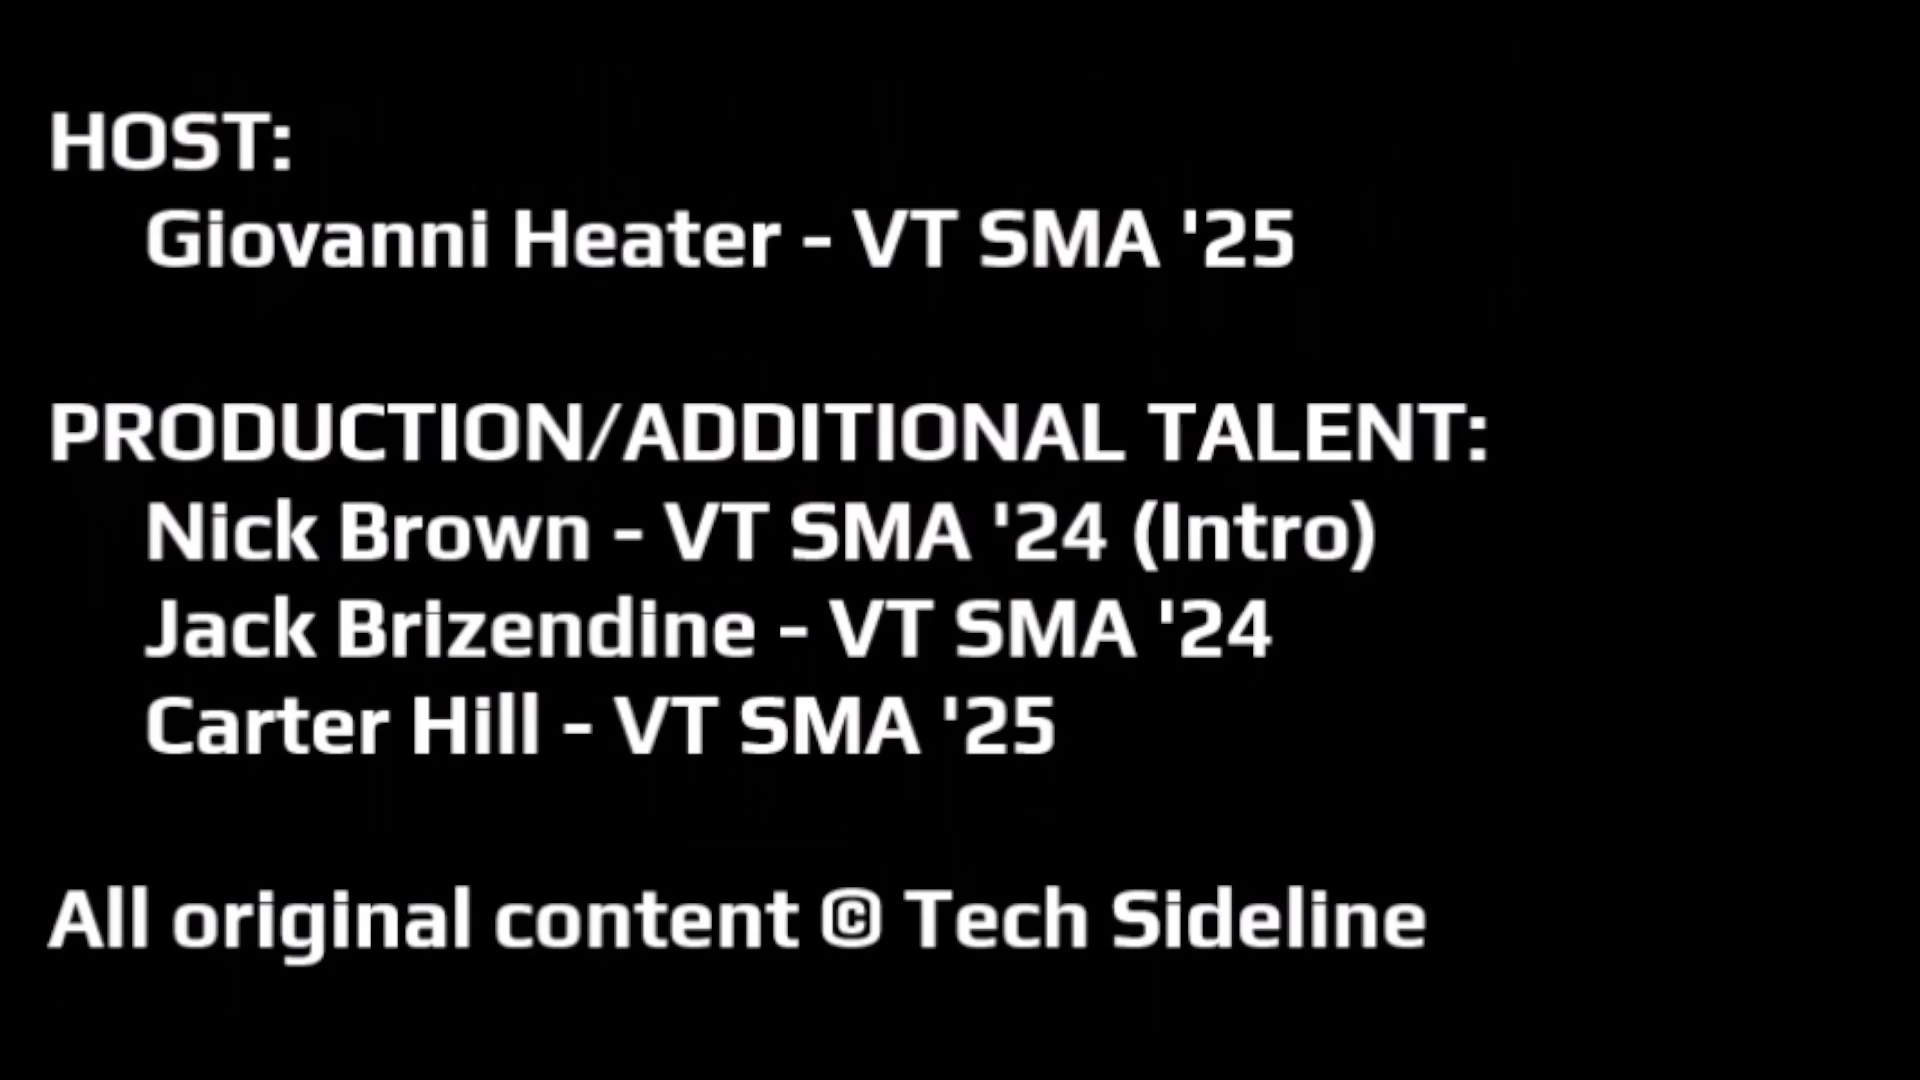 HOST:
Giovanni Heater - VT SMA '25
PRODUCTION/ADDITIONAL TALENT:
Nick Brown - VT SMA '24 (Intro)
Jack Brizendine - VT SMA '24
Carter Hill - VT SMA '25
All original content © Tech Sideline